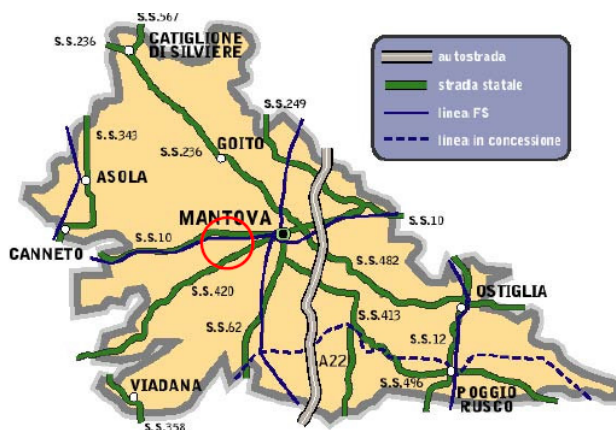 S.S.567
S.S.236
CATIGLIONE
DI SILVIERE
autostrada
strada statale
linea FS
linea in concessione
S.S.249
S.S.343
GOITO
S.S.236
ASOLA
MANTOVA
S.S.10
S.S.10
CANNETO
S.S.482
S.S.420
OSTIGLIA
S.S.62
S.S.413
S.S.12
A22
VIADANA
S.S.496
POGGIO
RUSCO
S.S.358